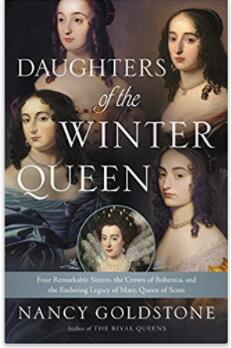 DAUGHTERS
of the
WINTER
QUEEN
Four Remarkable Sisters, the Crown of Bohemia, and
the Enduring Legacy of Mary, Queen of Scots
NANCY GOLDSTONE
Author of THE RIVAL QUEENS